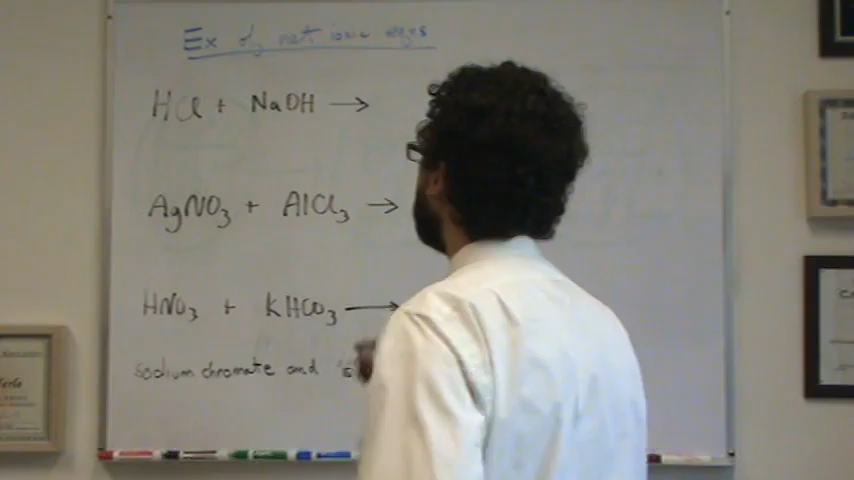 Ex of net ionic eqns
HCl + NaOH →
AgNO3 + AlCl3 →
HNO3 + KHCO3 →
sodium chromate and